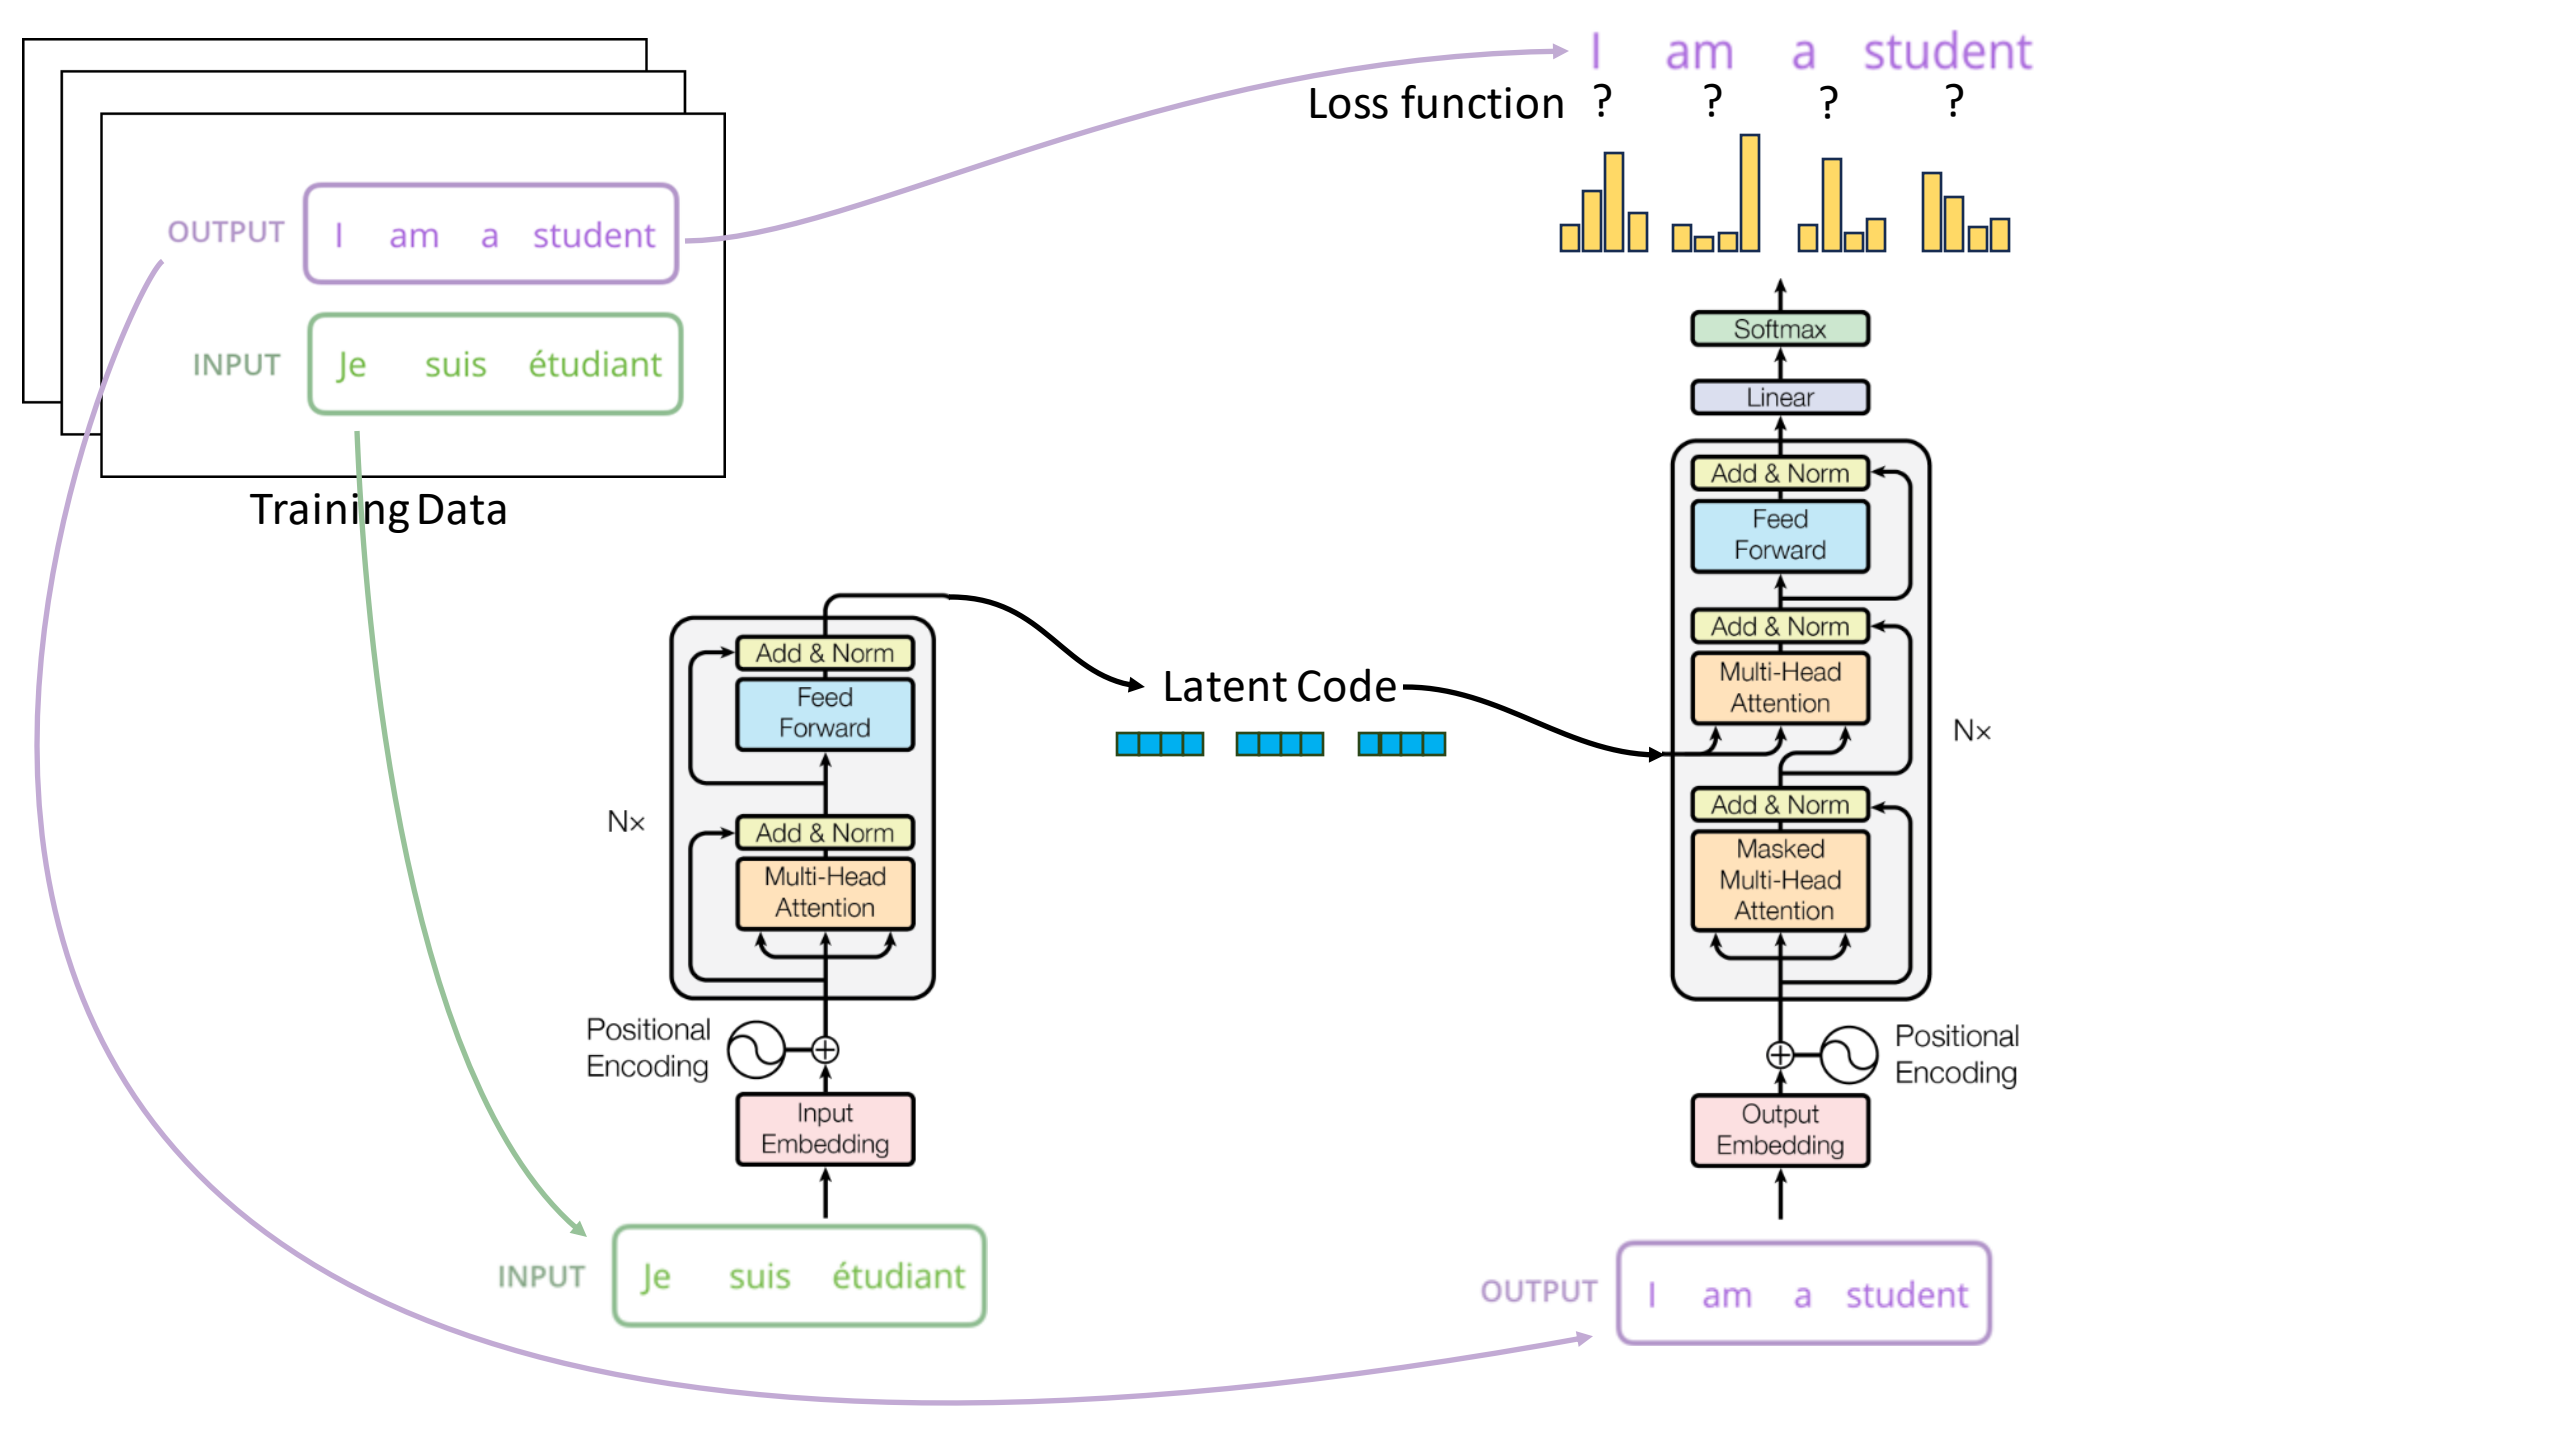 OUTPUT I am a student
INPUT Je suis étudiant
Training Data
I am a student
Loss function ? ? ? ?
Softmax
Linear
Add & Norm
Feed
Forward
Add & Norm
Multi-Head
Attention
Nx
Add & Norm
Masked
Multi-Head
Attention
Positional
Encoding
Output
Embedding
OUTPUT I am a student
Latent Code
Add & Norm
Feed
Forward
Nx
Add & Norm
Multi-Head
Attention
Positional
Encoding
Input
Embedding
INPUT Je suis étudiant